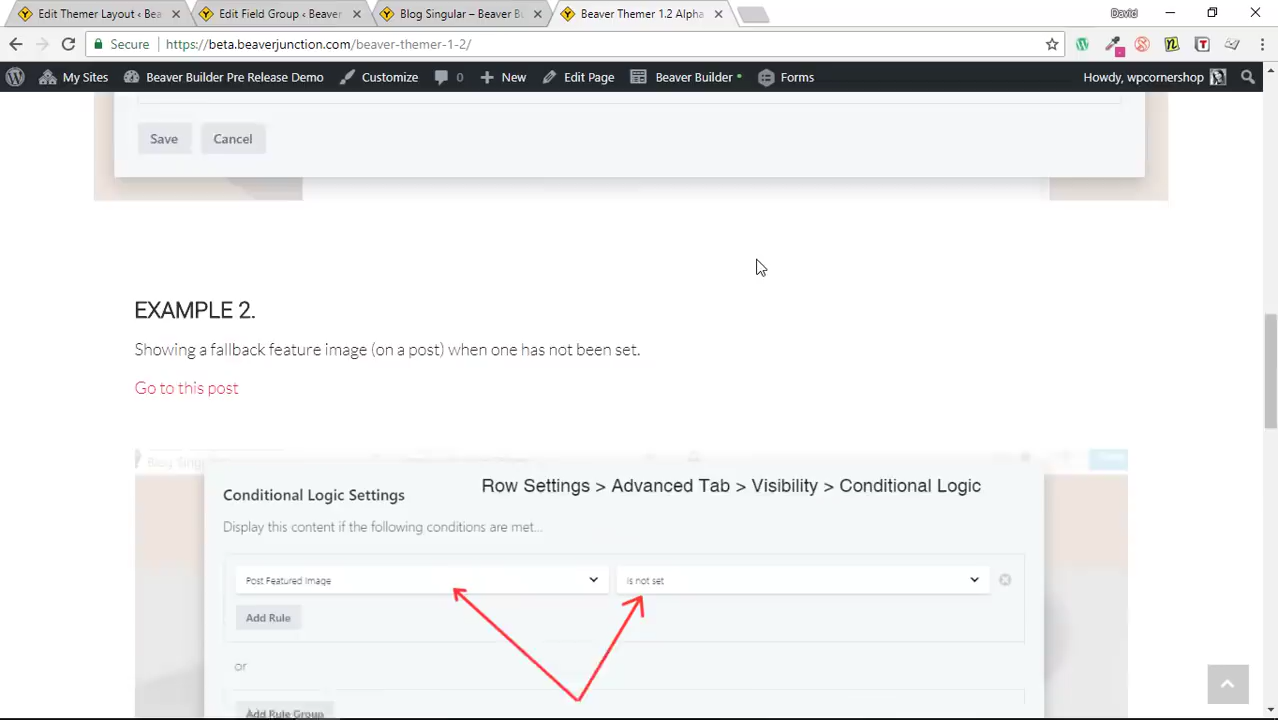 Edit Themer Layout ‹ Bea
Edit Field Group ‹ Beaver
Blog Singular – Beaver Bu
Beaver Themer 1.2 Alpha
David
Secure
https://beta.beaverjunction.com/beaver-themer-1-2/
My Sites
Beaver Builder Pre Release Demo
Customize
0
New
Edit Page
Beaver Builder
Forms
Howdy, wpcornershop
Save
Cancel
EXAMPLE 2.
Showing a fallback feature image (on a post) when one has not been set.
Go to this post
Conditional Logic Settings
Row Settings > Advanced Tab > Visibility > Conditional Logic
Display this content if the following conditions are met...
Post Featured Image
is not set
Add Rule
or
Add Rule Group